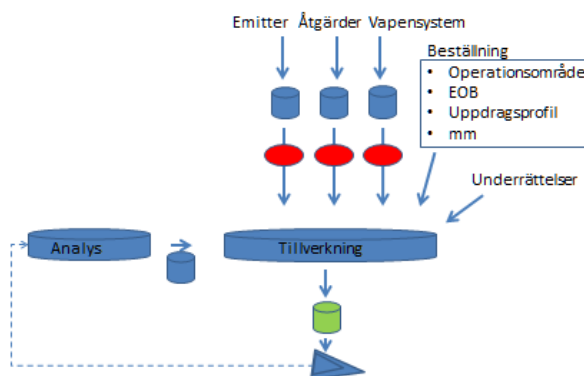 Emitter Åtgärder Vapensystem
Beställning
• Operationsområde
• EOB
• Uppdragsprofil
• mm
Underrättelser
Analys
Tillverkning